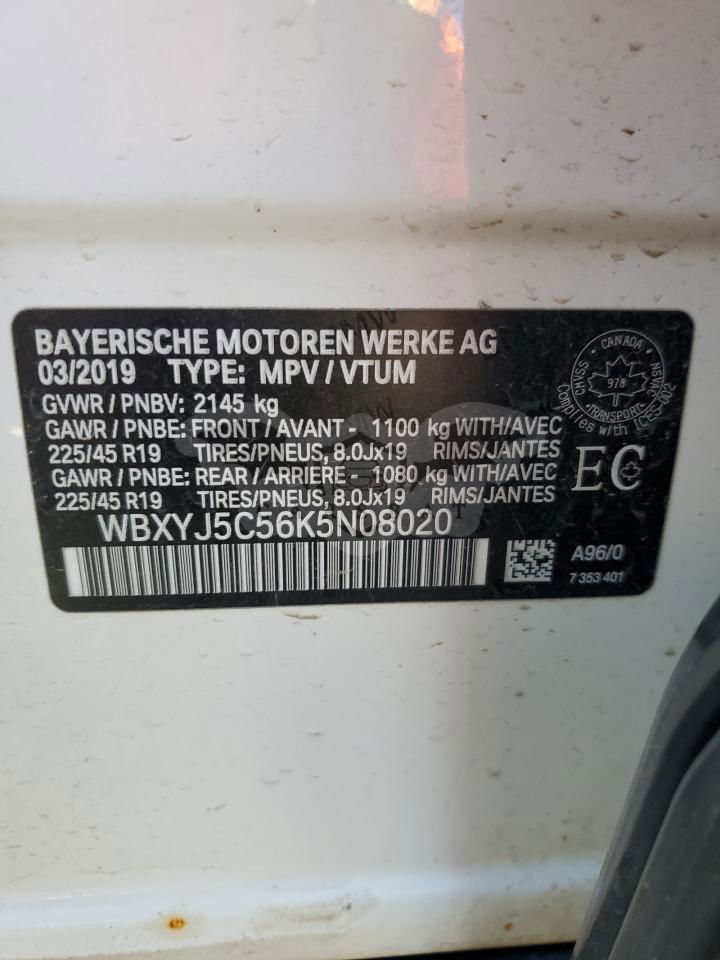 BAYERISCHE MOTOREN WERKE AG
03/2019 TYPE: MPV / VTUM
GVWR / PNBV: 2145 kg
GAWR / PNBE: FRONT / AVANT - 1100 kg WITH/AVEC
225/45 R19 TIRES/PNEUS, 8.0Jx19 RIMS/JANTES
GAWR / PNBE: REAR / ARRIERE - 1080 kg WITH/AVEC
225/45 R19 TIRES/PNEUS, 8.0Jx19 RIMS/JANTES
WBXYJ5C56K5N08020
CANADA
978
TRANSPORT
EC
A96/0
7 353 401